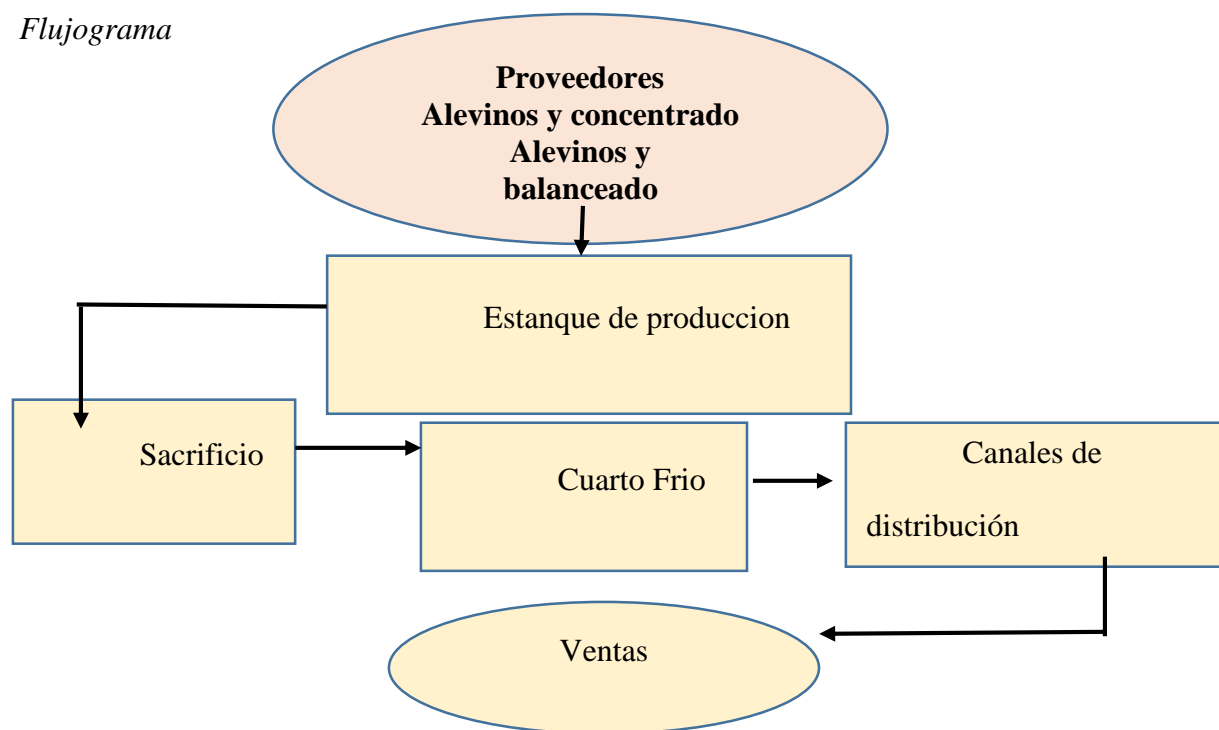 Flujograma
Proveedores
Alevinos y concentrado
Alevinos y
balanceado
Estanque de produccion
Sacrificio
Cuarto Frio
Canales de
distribución
Ventas